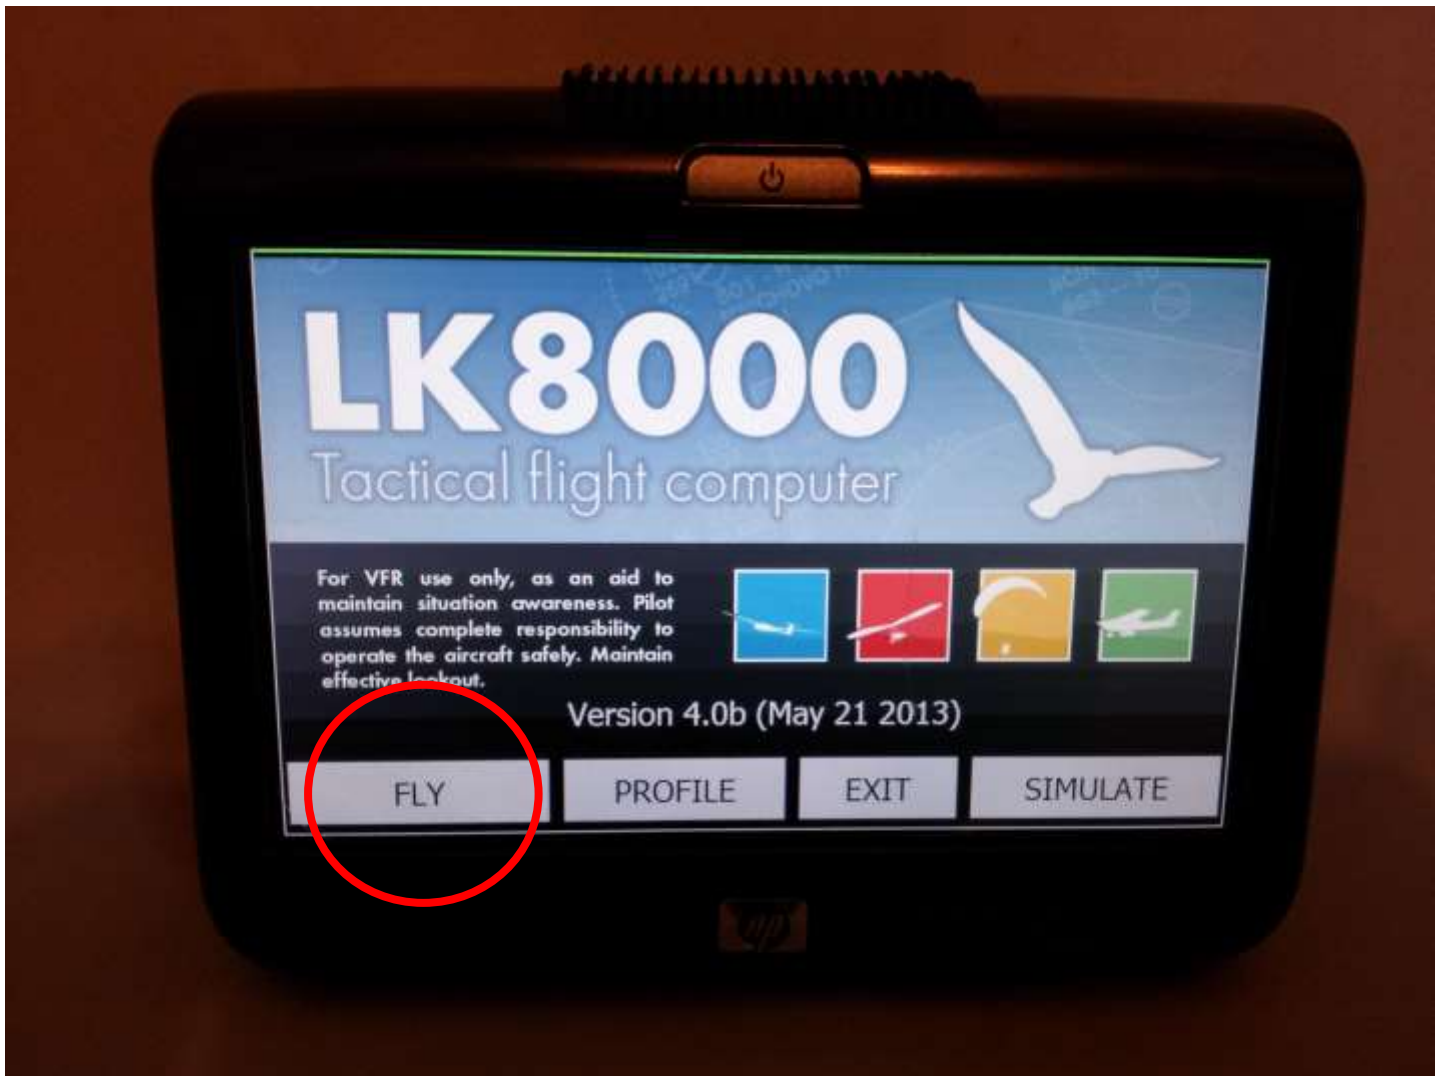 LK8000
Tactical flight computer
For VFR use only, as an aid to
maintain situation awareness. Pilot
assumes complete responsibility to
operate the aircraft safely. Maintain
effective lookout.
Version 4.0b (May 21 2013)
FLY
PROFILE
EXIT
SIMULATE
hp